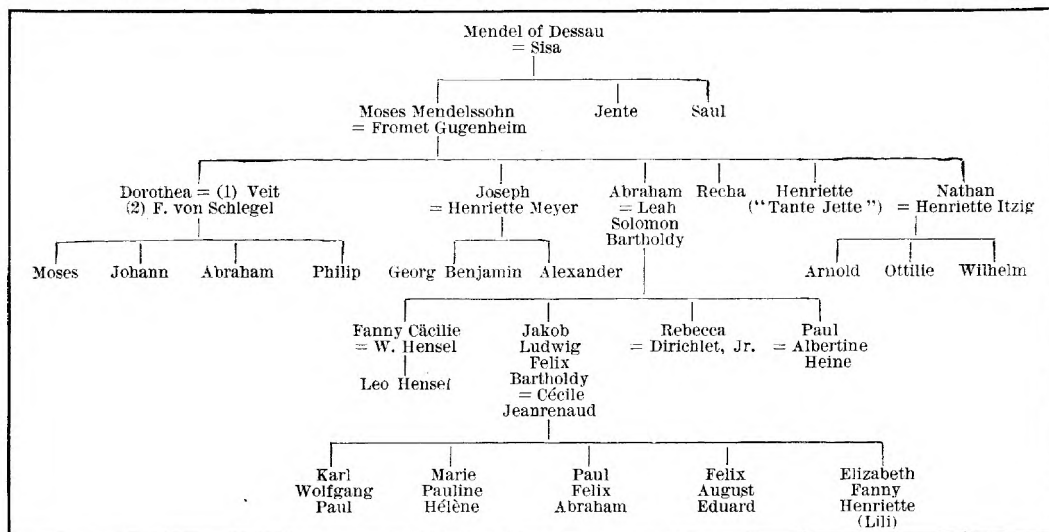 Mendel of Dessau
= Sisa
Moses Mendelssohn
= Fromet Gugenheim
Jente
Saul
Dorothea = (1) Veit
(2) F. von Schlegel
Joseph
= Henriette Meyer
Abraham
= Leah
Solomon
Bartholdy
Recha
Henriette
("Tante Jette")
Nathan
= Henriette Itzig
Moses
Johann
Abraham
Philip
Georg Benjamin
Alexander
Arnold
Ottilie
Wilhelm
Fanny Cäcilie
= W. Hensel
Leo Hensel
Jakob
Ludwig
Felix
Bartholdy
= Cécile
Jeanrenaud
Rebecca
= Dirichlet, Jr.
Paul
= Albertine
Heine
Karl
Wolfgang
Paul
Marie
Pauline
Hélène
Paul
Felix
Abraham
Felix
August
Eduard
Elizabeth
Fanny
Henriette
(Lili)